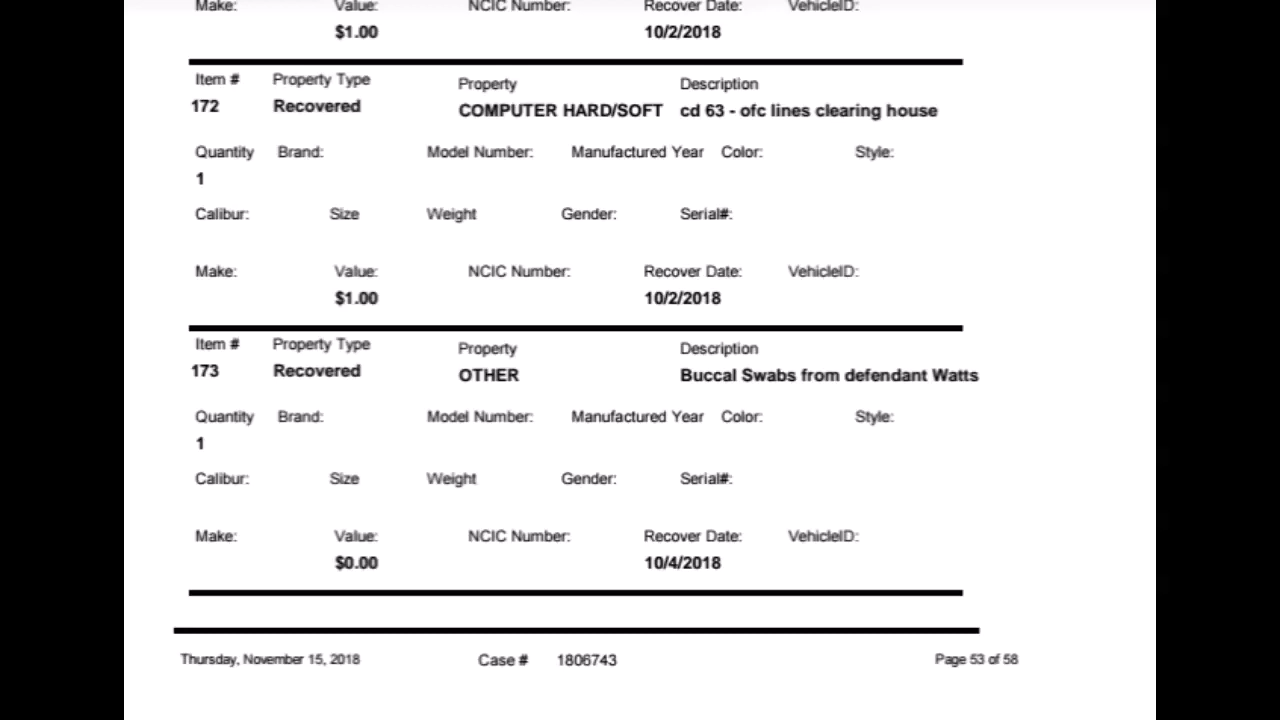 Make: Value: NCIC Number: Recover Date: VehicleID:
$1.00 10/2/2018
Item # Property Type Property Description
172 Recovered COMPUTER HARD/SOFT cd 63 - ofc lines clearing house
Quantity Brand: Model Number: Manufactured Year Color: Style:
1
Calibur: Size Weight Gender: Serial#:
Make: Value: NCIC Number: Recover Date: VehicleID:
$1.00 10/2/2018
Item # Property Type Property Description
173 Recovered OTHER Buccal Swabs from defendant Watts
Quantity Brand: Model Number: Manufactured Year Color: Style:
1
Calibur: Size Weight Gender: Serial#:
Make: Value: NCIC Number: Recover Date: VehicleID:
$0.00 10/4/2018
Thursday, November 15, 2018 Case # 1806743 Page 53 of 58